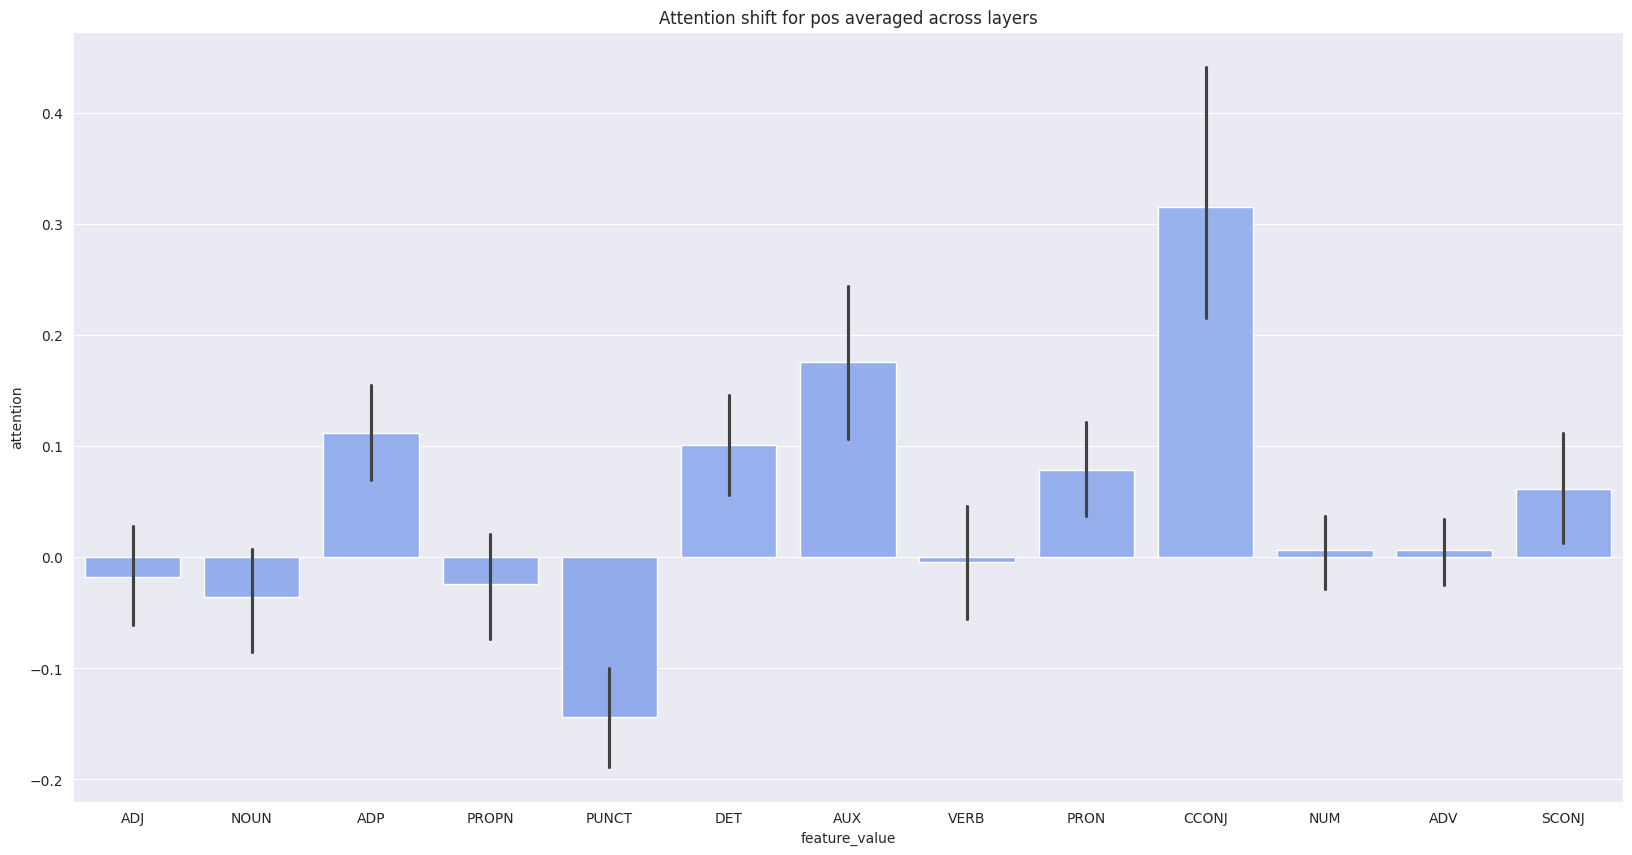 Attention shift for pos averaged across layers
0.4
0.3
0.2
0.1
0.0
−0.1
−0.2
attention
ADJ NOUN ADP PROPN PUNCT DET AUX VERB PRON CCONJ NUM ADV SCONJ
feature_value